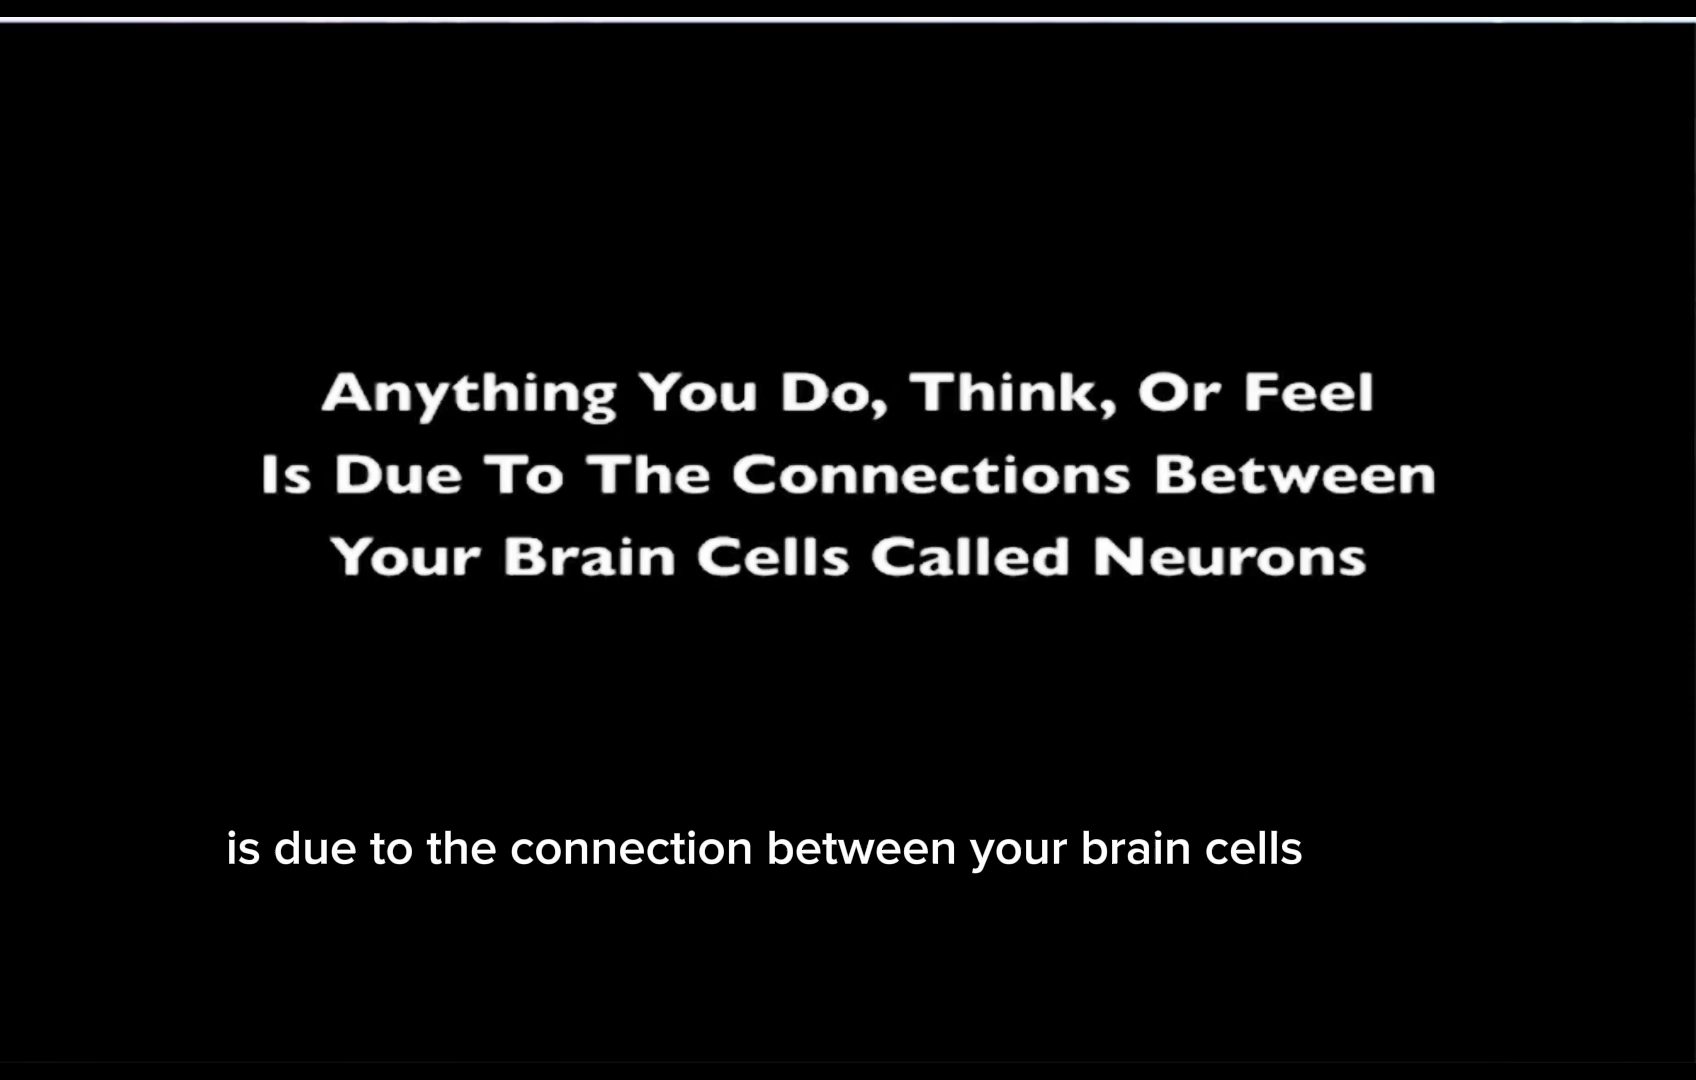 Anything You Do, Think, Or Feel
Is Due To The Connections Between
Your Brain Cells Called Neurons
is due to the connection between your brain cells